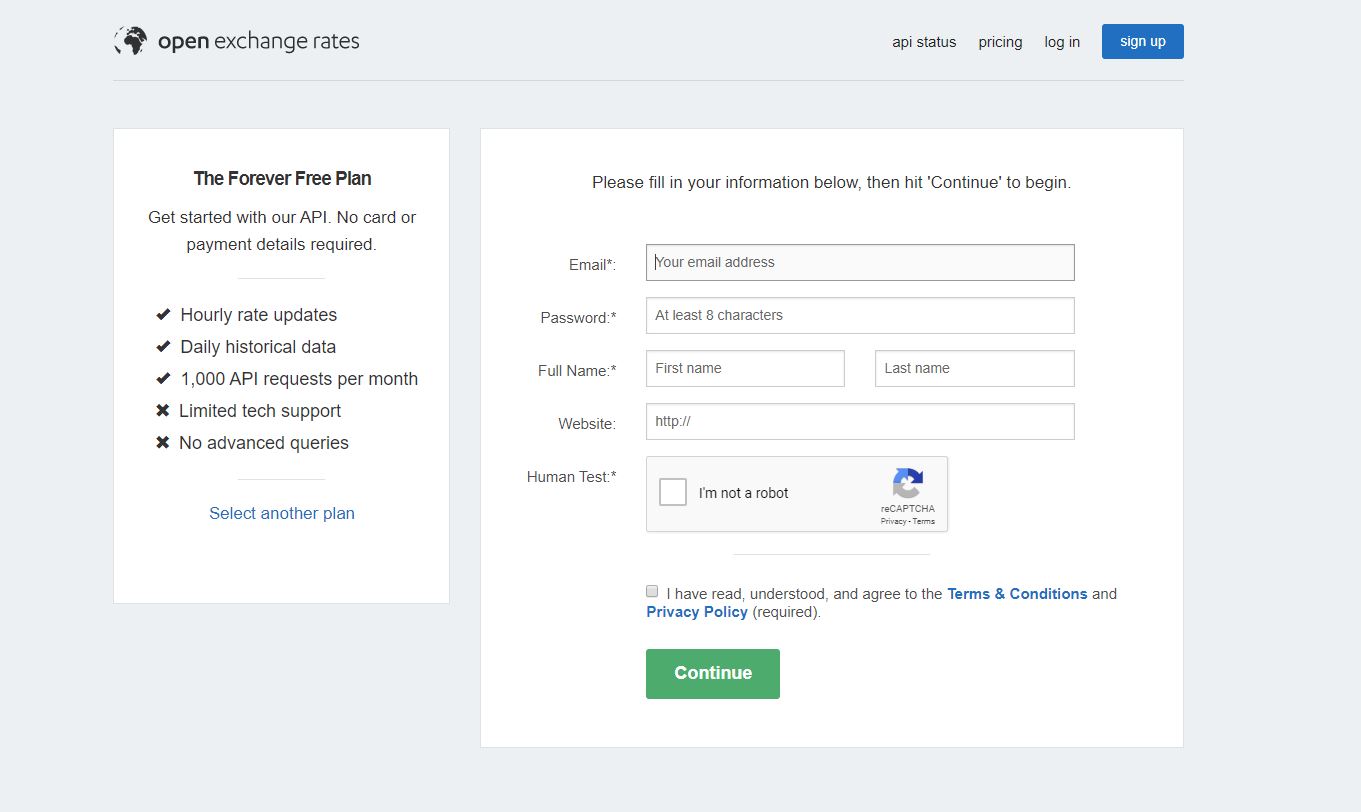 open exchange rates
api status
pricing
log in
sign up
The Forever Free Plan
Get started with our API. No card or
payment details required.
Hourly rate updates
Daily historical data
1,000 API requests per month
Limited tech support
No advanced queries
Select another plan
Please fill in your information below, then hit 'Continue' to begin.
Email*:
Your email address
Password:*
At least 8 characters
Full Name:*
First name
Last name
Website:
http://
Human Test:*
I'm not a robot
reCAPTCHA
Privacy - Terms
I have read, understood, and agree to the Terms & Conditions and
Privacy Policy (required).
Continue